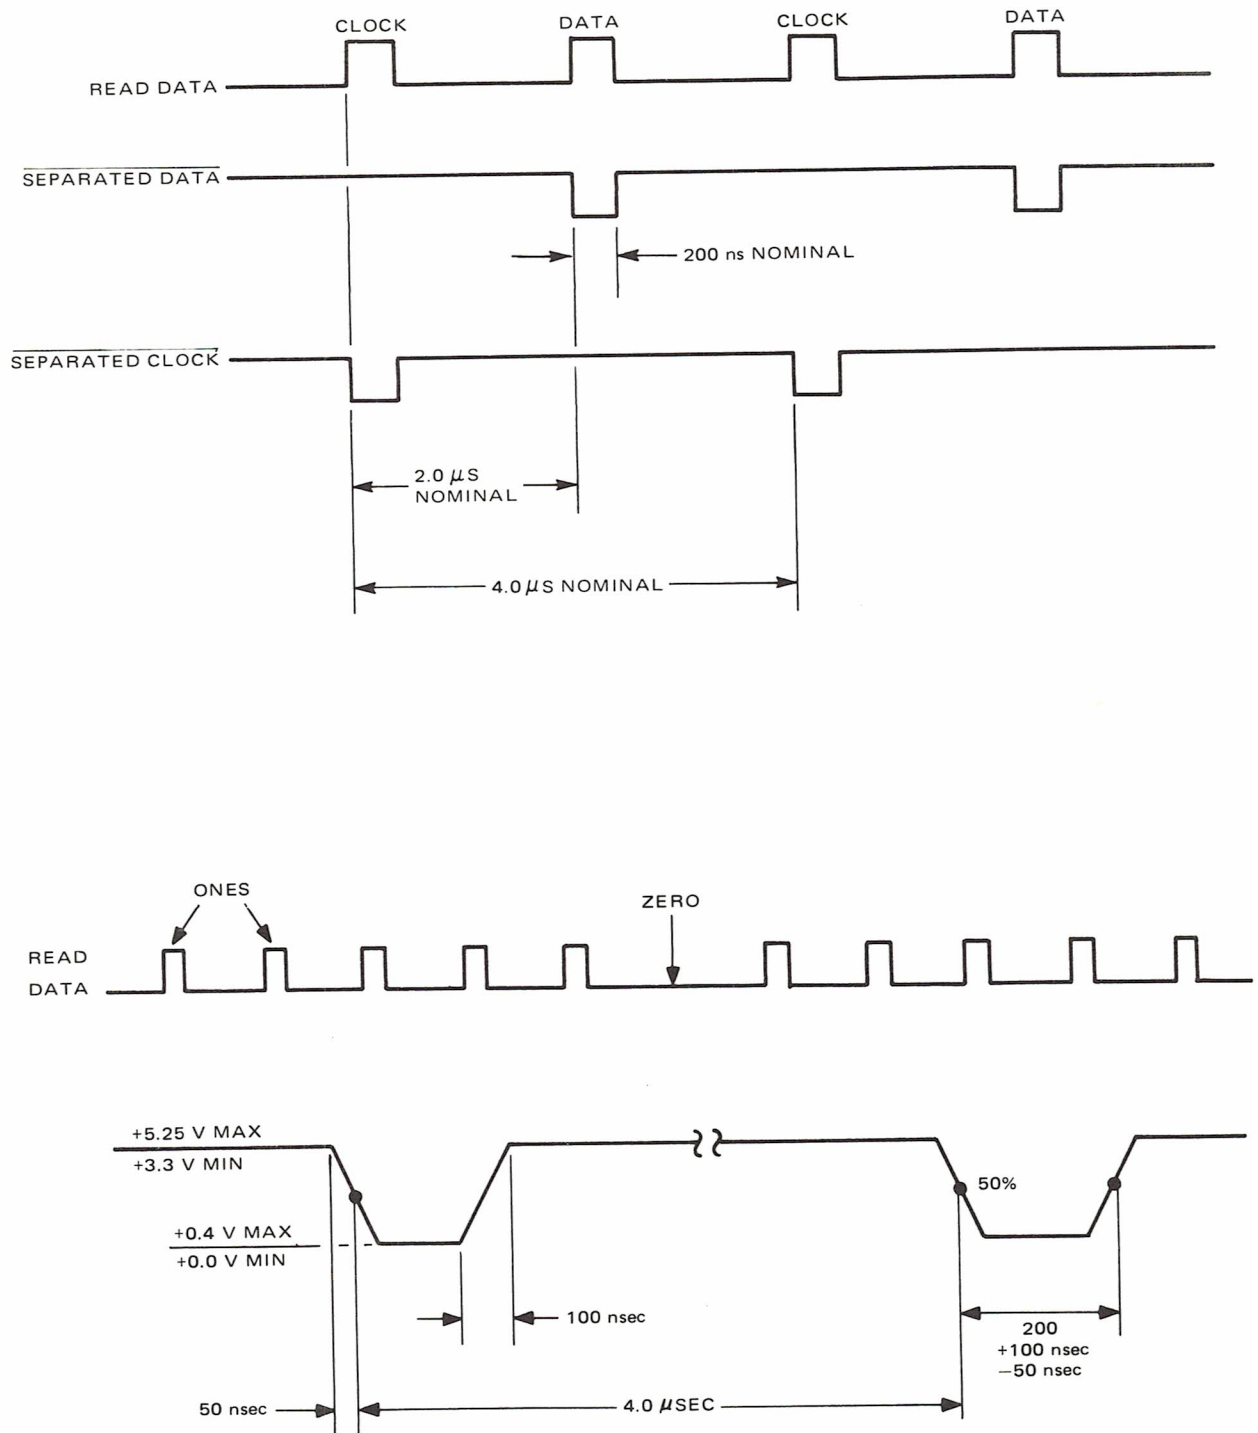 CLOCK DATA CLOCK DATA
READ DATA
SEPARATED DATA
200 ns NOMINAL
SEPARATED CLOCK
2.0 μS
NOMINAL
4.0 μS NOMINAL
ONES
ZERO
READ
DATA
+5.25 V MAX
+3.3 V MIN
50%
+0.4 V MAX
+0.0 V MIN
100 nsec
200
+100 nsec
−50 nsec
50 nsec
4.0 μSEC